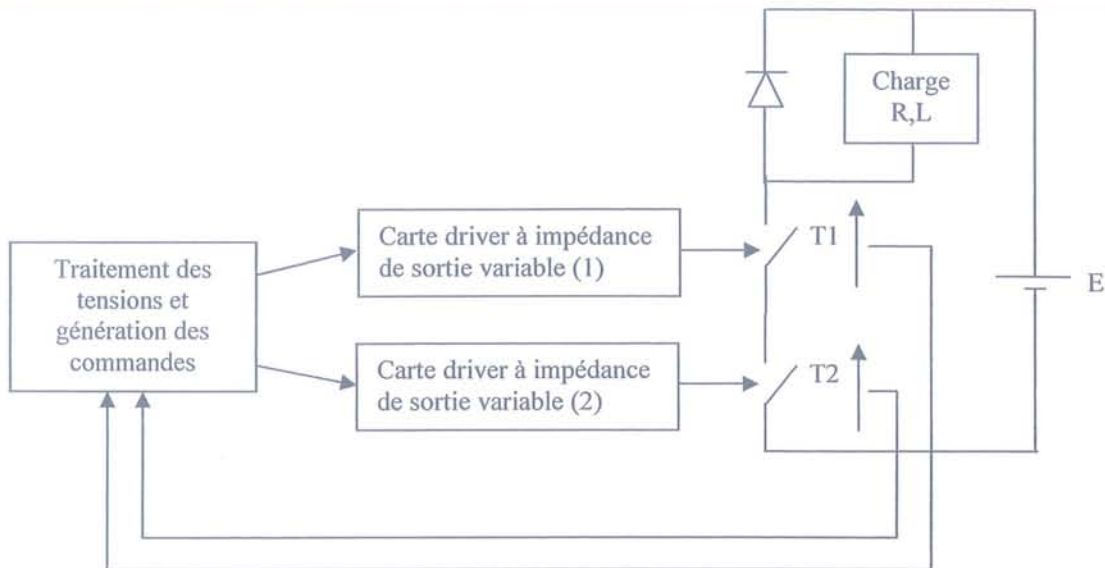 Charge
R,L
Carte driver à impédance
de sortie variable (1)
T1
Traitement des
tensions et
génération des
commandes
E
Carte driver à impédance
de sortie variable (2)
T2